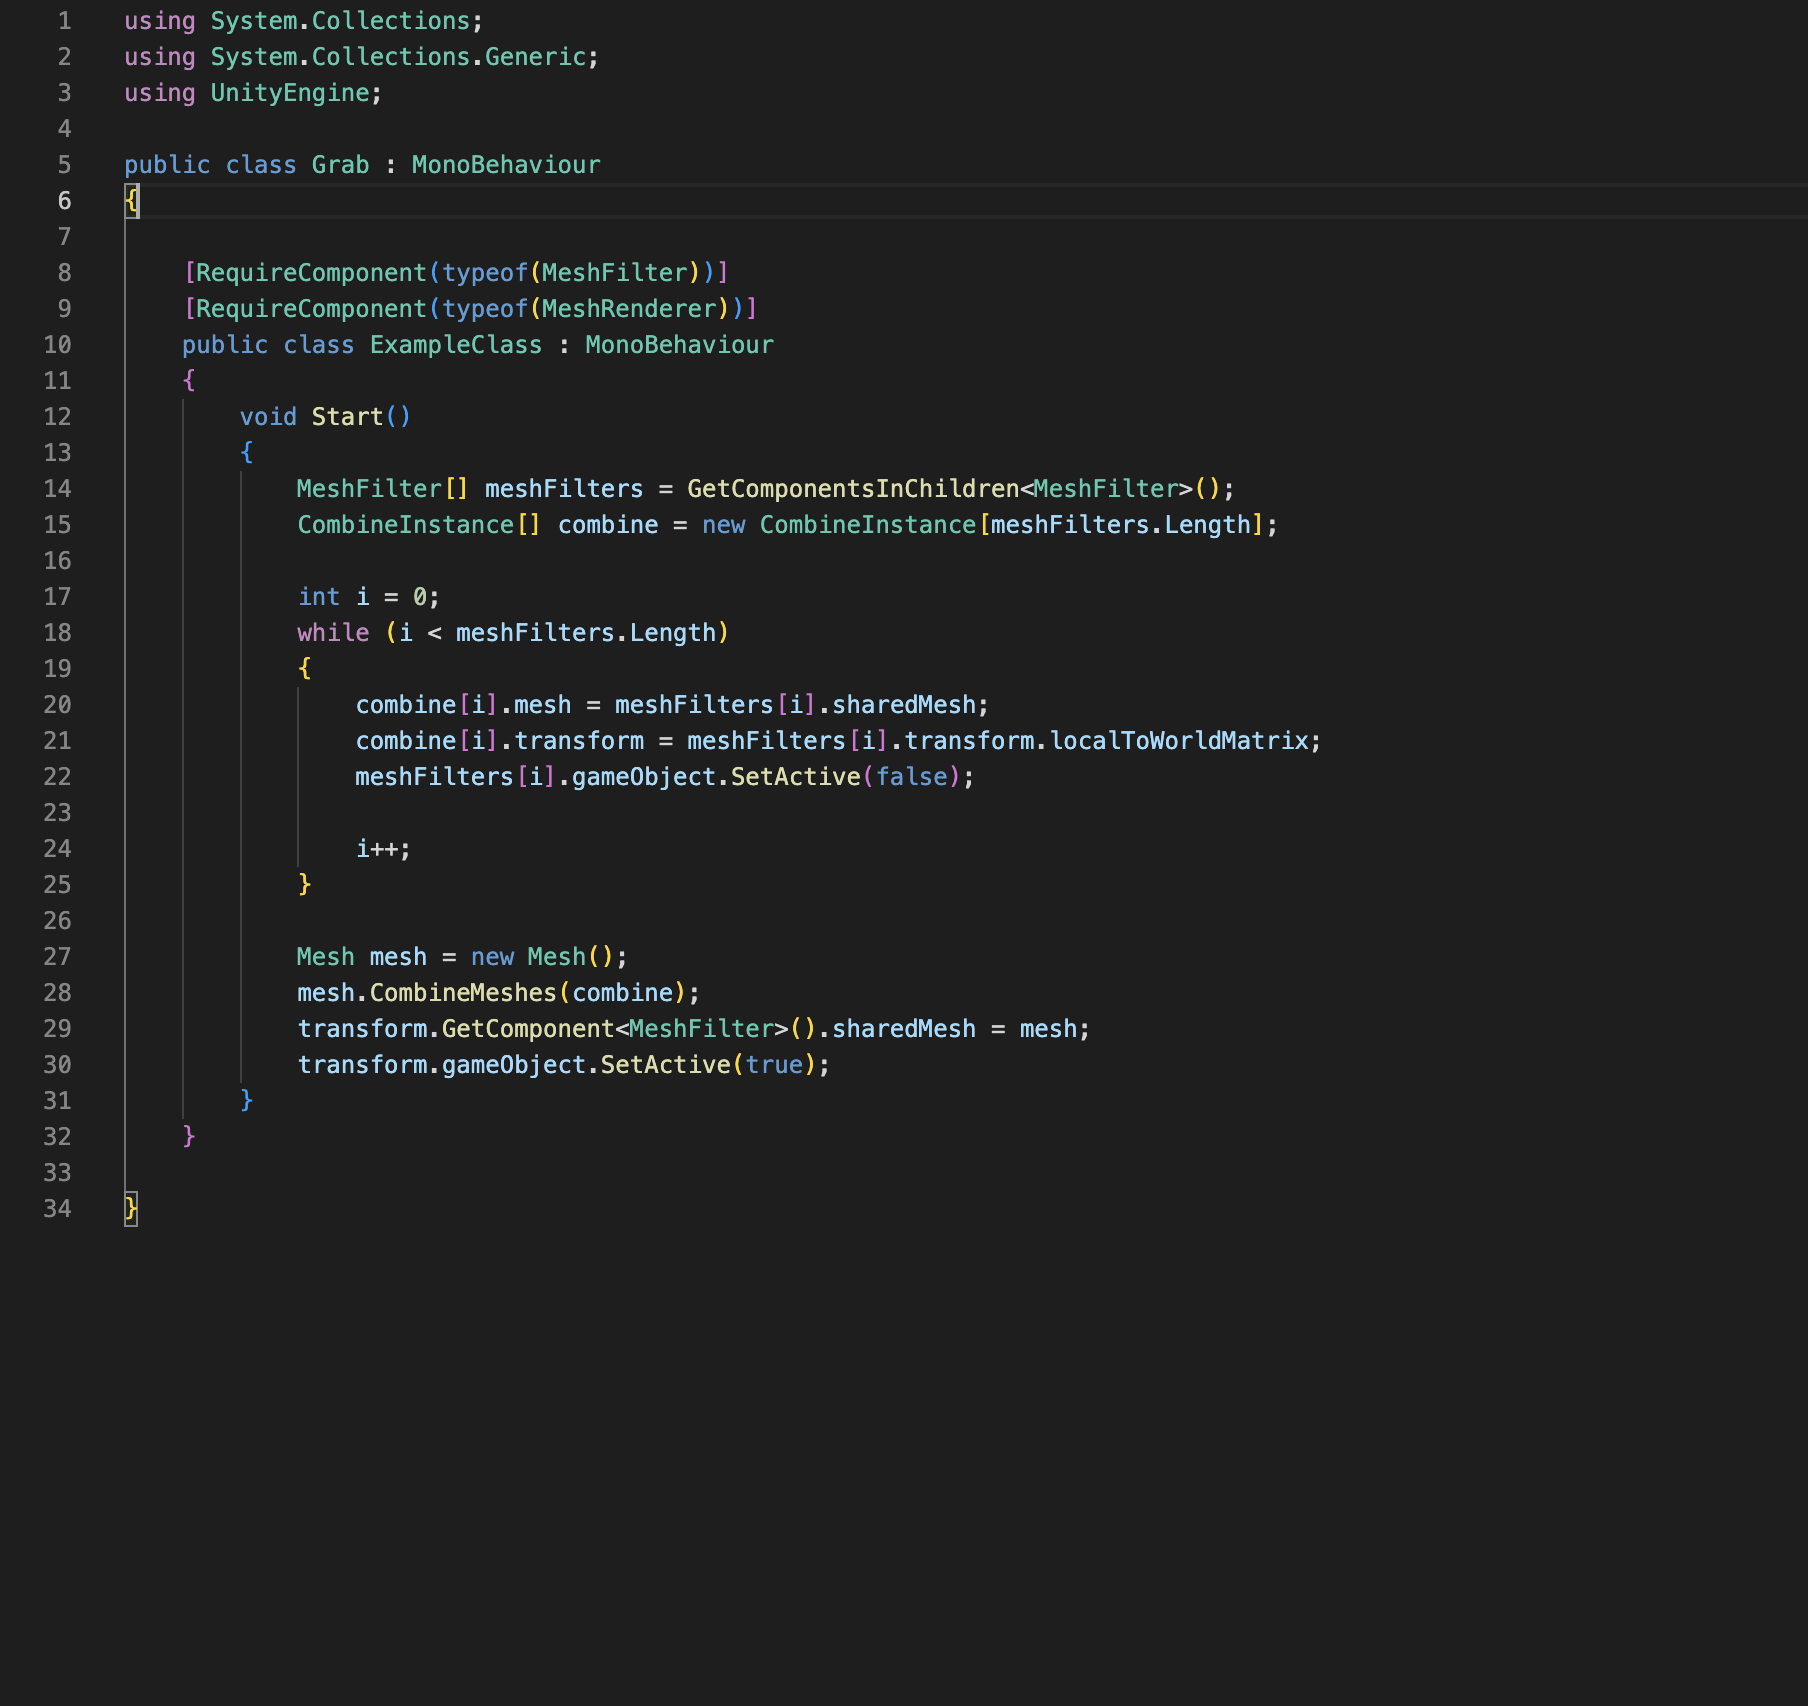 1 using System.Collections;
2 using System.Collections.Generic;
3 using UnityEngine;
4
5 public class Grab : MonoBehaviour
6 {
7
8     [RequireComponent(typeof(MeshFilter))]
9     [RequireComponent(typeof(MeshRenderer))]
10     public class ExampleClass : MonoBehaviour
11     {
12         void Start()
13         {
14             MeshFilter[] meshFilters = GetComponentsInChildren<MeshFilter>();
15             CombineInstance[] combine = new CombineInstance[meshFilters.Length];
16
17             int i = 0;
18             while (i < meshFilters.Length)
19             {
20                 combine[i].mesh = meshFilters[i].sharedMesh;
21                 combine[i].transform = meshFilters[i].transform.localToWorldMatrix;
22                 meshFilters[i].gameObject.SetActive(false);
23
24                 i++;
25             }
26
27             Mesh mesh = new Mesh();
28             mesh.CombineMeshes(combine);
29             transform.GetComponent<MeshFilter>().sharedMesh = mesh;
30             transform.gameObject.SetActive(true);
31         }
32     }
33
34 }